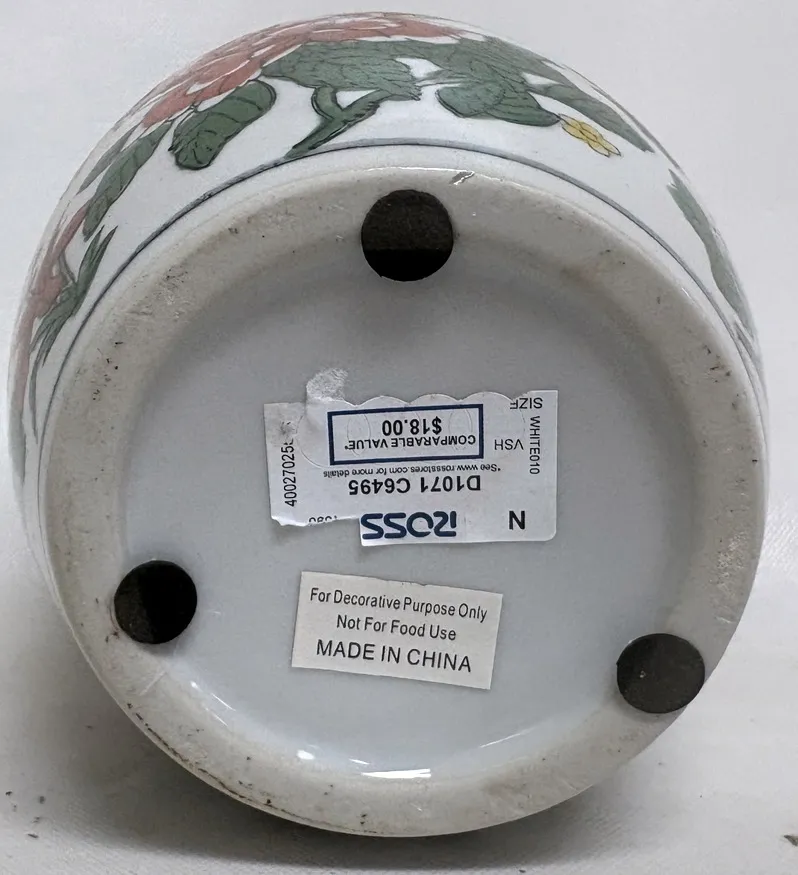 N ROSS
D1071 C6495
*See www.rossstores.com for more details
COMPARABLE VALUE*
$18.00
SIZE
VSH
WHITE010
For Decorative Purpose Only
Not For Food Use
MADE IN CHINA